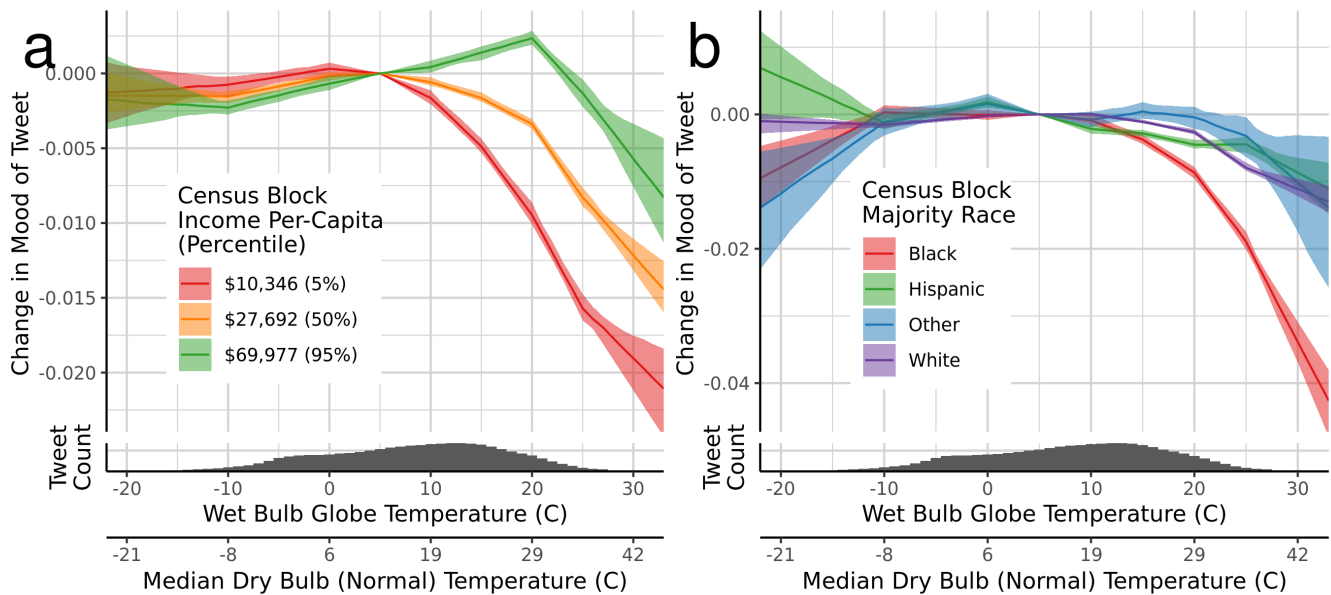 a
0.000
-0.005
-0.010
-0.015
-0.020
Change in Mood of Tweet
Census Block
Income Per-Capita
(Percentile)
$10,346 (5%)
$27,692 (50%)
$69,977 (95%)
Tweet
Count
-20 -10 0 10 20 30
Wet Bulb Globe Temperature (C)
-21 -8 6 19 29 42
Median Dry Bulb (Normal) Temperature (C)
b
0.00
-0.02
-0.04
Change in Mood of Tweet
Census Block
Majority Race
Black
Hispanic
Other
White
Tweet
Count
-20 -10 0 10 20 30
Wet Bulb Globe Temperature (C)
-21 -8 6 19 29 42
Median Dry Bulb (Normal) Temperature (C)